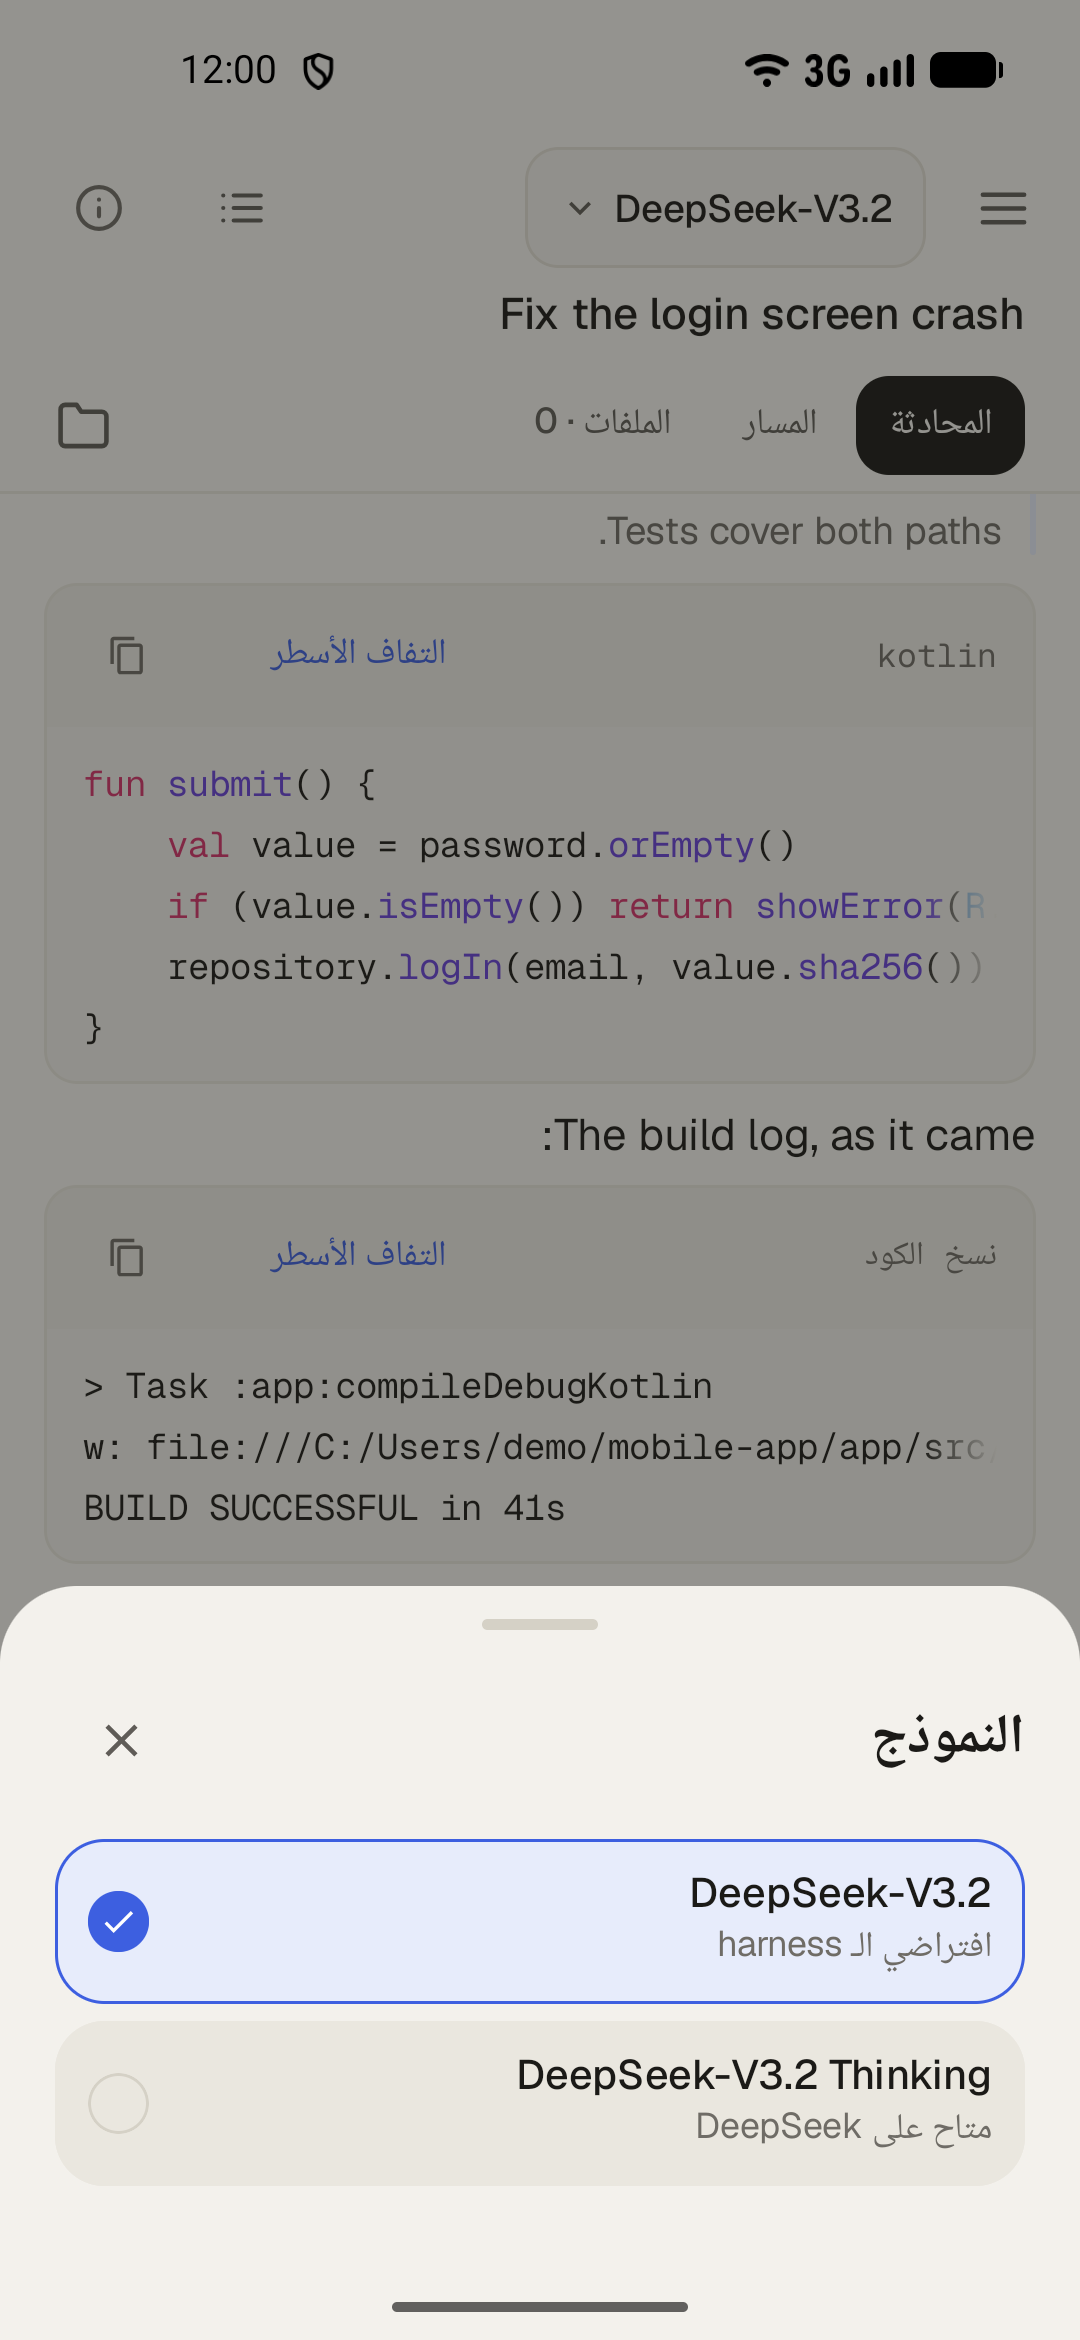 12:00 3G
DeepSeek-V3.2
Fix the login screen crash
المحادثة المسار الملفات · 0
Tests cover both paths.
kotlin التفاف الأسطر
fun submit() {
    val value = password.orEmpty()
    if (value.isEmpty()) return showError(R
    repository.logIn(email, value.sha256())
}
The build log, as it came:
نسخ الكود التفاف الأسطر
> Task :app:compileDebugKotlin
w: file:///C:/Users/demo/mobile-app/app/src/
BUILD SUCCESSFUL in 41s
النموذج
DeepSeek-V3.2
افتراضي الـ harness
DeepSeek-V3.2 Thinking
متاح على DeepSeek